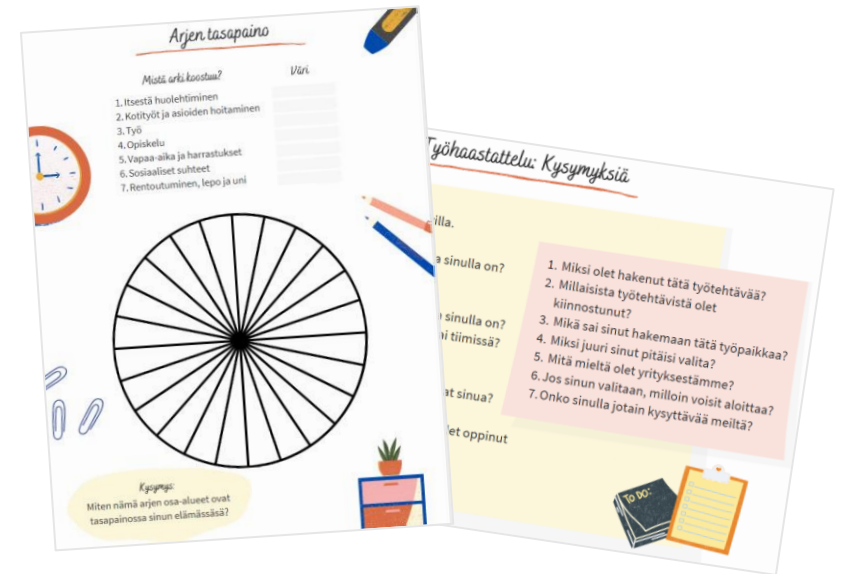 Arjen tasapaino
Mistä arki koostuu?
Väri
1. Itsestä huolehtiminen
2. Kotityöt ja asioiden hoitaminen
3. Työ
4. Opiskelu
5. Vapaa-aika ja harrastukset
6. Sosiaaliset suhteet
7. Rentoutuminen, lepo ja uni
Kysymys:
Miten nämä arjen osa-alueet ovat
tasapainossa sinun elämässäsä?
Työhaastattelu: Kysymyksiä
illa.
a sinulla on?
sinulla on?
ai tiimissä?
at sinua?
let oppinut
1. Miksi olet hakenut tätä työtehtävää?
2. Millaisista työtehtävistä olet
kiinnostunut?
3. Mikä sai sinut hakemaan tätä työpaikkaa?
4. Miksi juuri sinut pitäisi valita?
5. Mitä mieltä olet yrityksestämme?
6. Jos sinun valitaan, milloin voisit aloittaa?
7. Onko sinulla jotain kysyttävää meiltä?
TO DO: